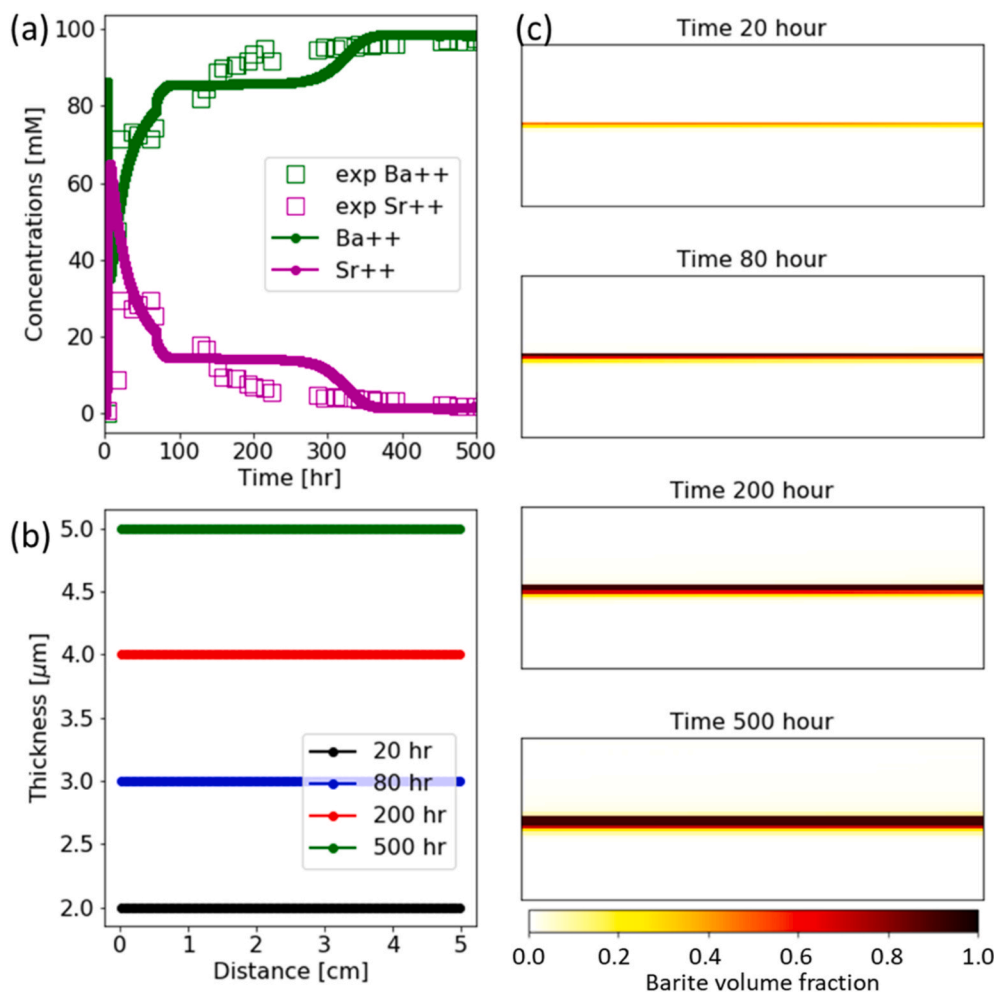 (a)
100
80
60
40
20
0
Concentrations [mM]
exp Ba++
exp Sr++
Ba++
Sr++
0 100 200 300 400 500
Time [hr]
(b)
5.0
4.5
4.0
3.5
3.0
2.5
2.0
Thickness [μm]
20 hr
80 hr
200 hr
500 hr
0 1 2 3 4 5
Distance [cm]
(c)
Time 20 hour
Time 80 hour
Time 200 hour
Time 500 hour
0.0 0.2 0.4 0.6 0.8 1.0
Barite volume fraction